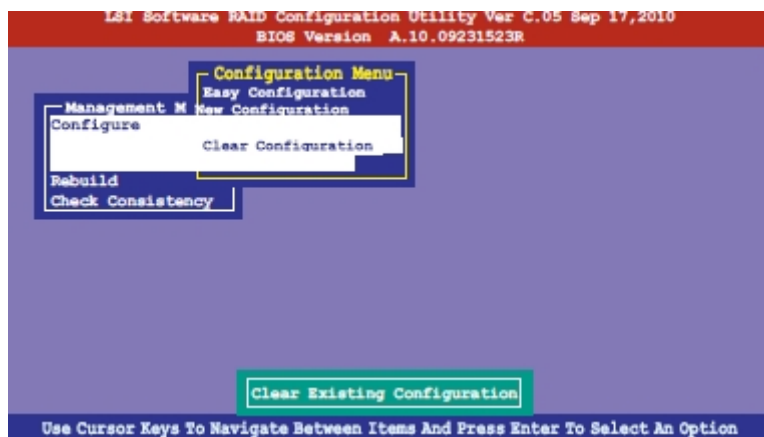 LSI Software RAID Configuration Utility Ver C.05 Sep 17,2010
BIOS Version A.10.09231523R
Configuration Menu
Easy Configuration
New Configuration
Management M
Configure
Clear Configuration
Rebuild
Check Consistency
Clear Existing Configuration
Use Cursor Keys To Navigate Between Items And Press Enter To Select An Option